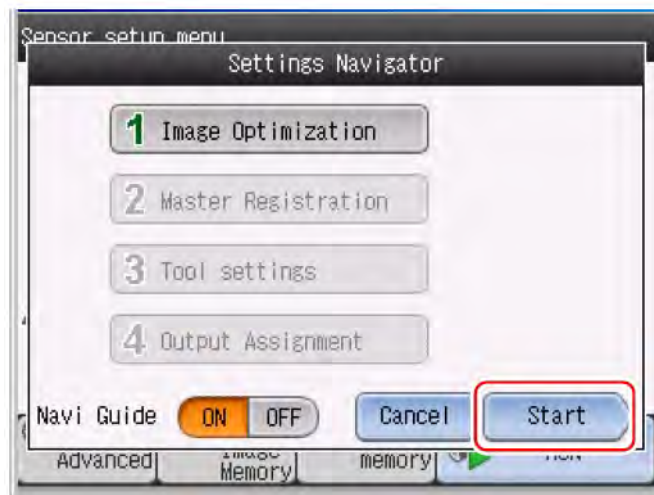 Sensor setup menu
Settings Navigator
1 Image Optimization
2 Master Registration
3 Tool settings
4 Output Assignment
Navi Guide ON OFF Cancel Start
Advanced Image Memory memory